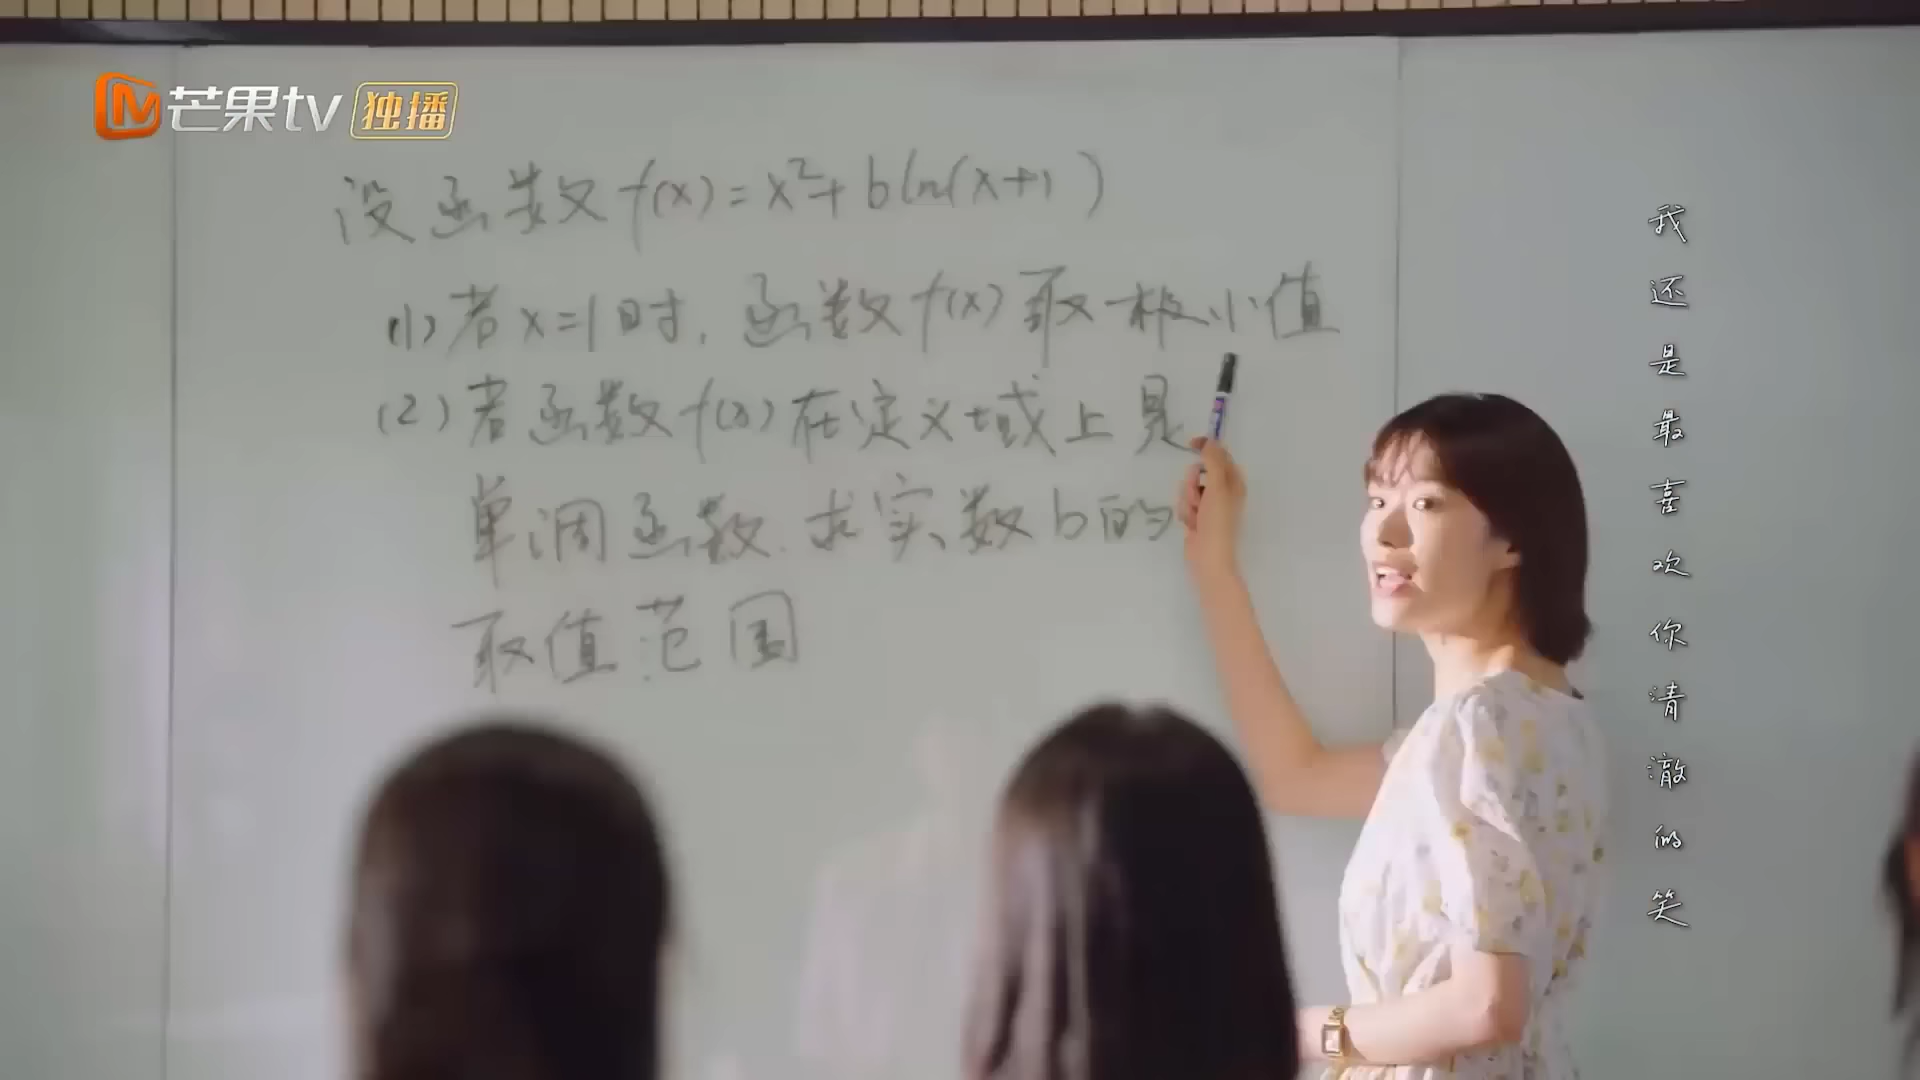 芒果tv 独播
设函数f(x)=x²+bln(x+1)
(1)若x=1时,函数f(x)取极小值
(2)若函数f(x)在定义域上是
单调函数.求实数b的
取值范围
我还是最喜欢你清澈的笑